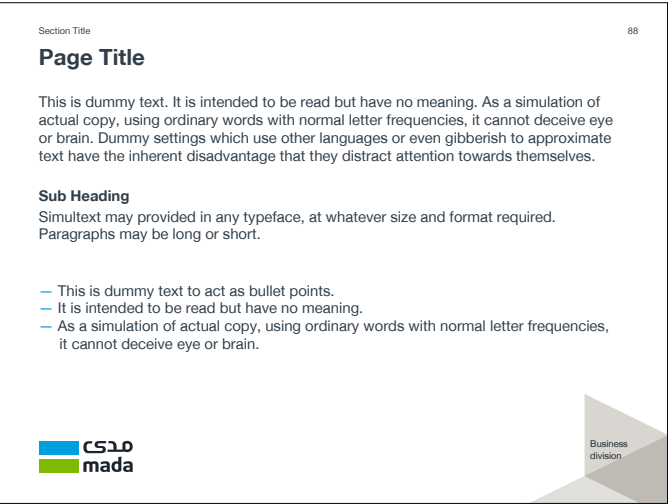 Section Title
88
Page Title
This is dummy text. It is intended to be read but have no meaning. As a simulation of
actual copy, using ordinary words with normal letter frequencies, it cannot deceive eye
or brain. Dummy settings which use other languages or even gibberish to approximate
text have the inherent disadvantage that they distract attention towards themselves.
Sub Heading
Simultext may provided in any typeface, at whatever size and format required.
Paragraphs may be long or short.
— This is dummy text to act as bullet points.
— It is intended to be read but have no meaning.
— As a simulation of actual copy, using ordinary words with normal letter frequencies,
it cannot deceive eye or brain.
مدى
mada
Business
division